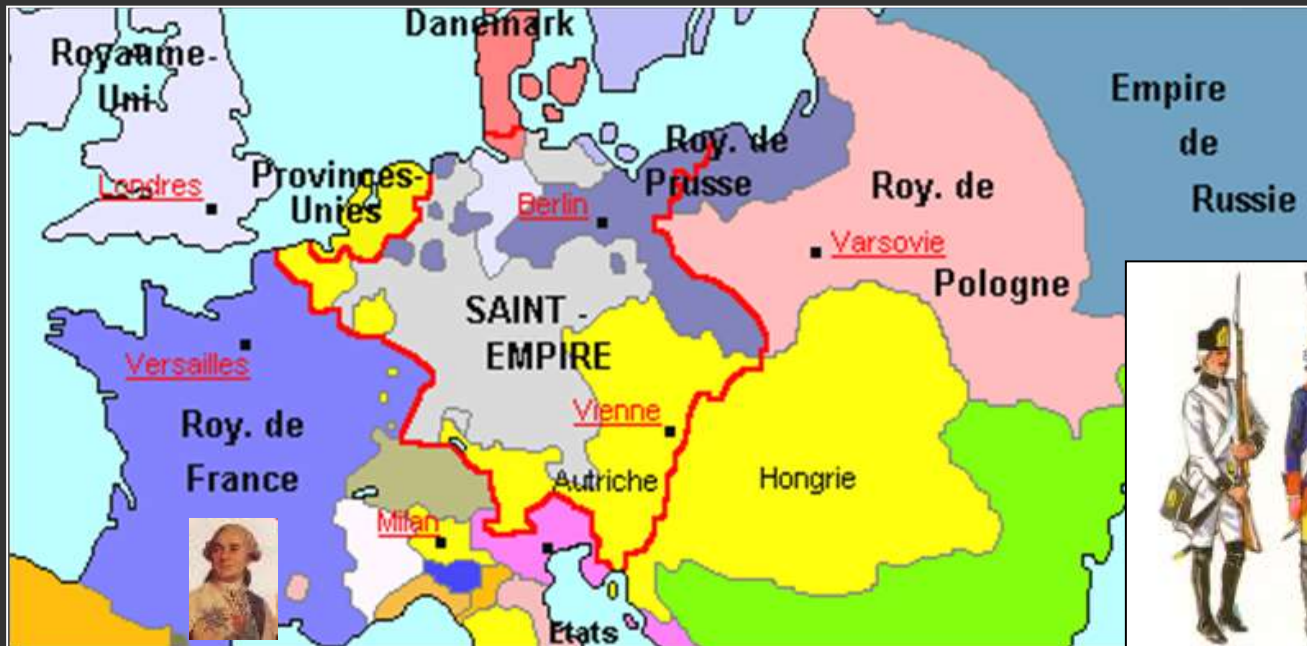 Danemark
Royaume-
Uni
Londres
Provinces-
Unies
Roy. de
Prusse
Berlin
Empire
de
Russie
Roy. de
Pologne
Varsovie
SAINT -
EMPIRE
Versailles
Roy. de
France
Vienne
Autriche
Hongrie
Milan
Etats